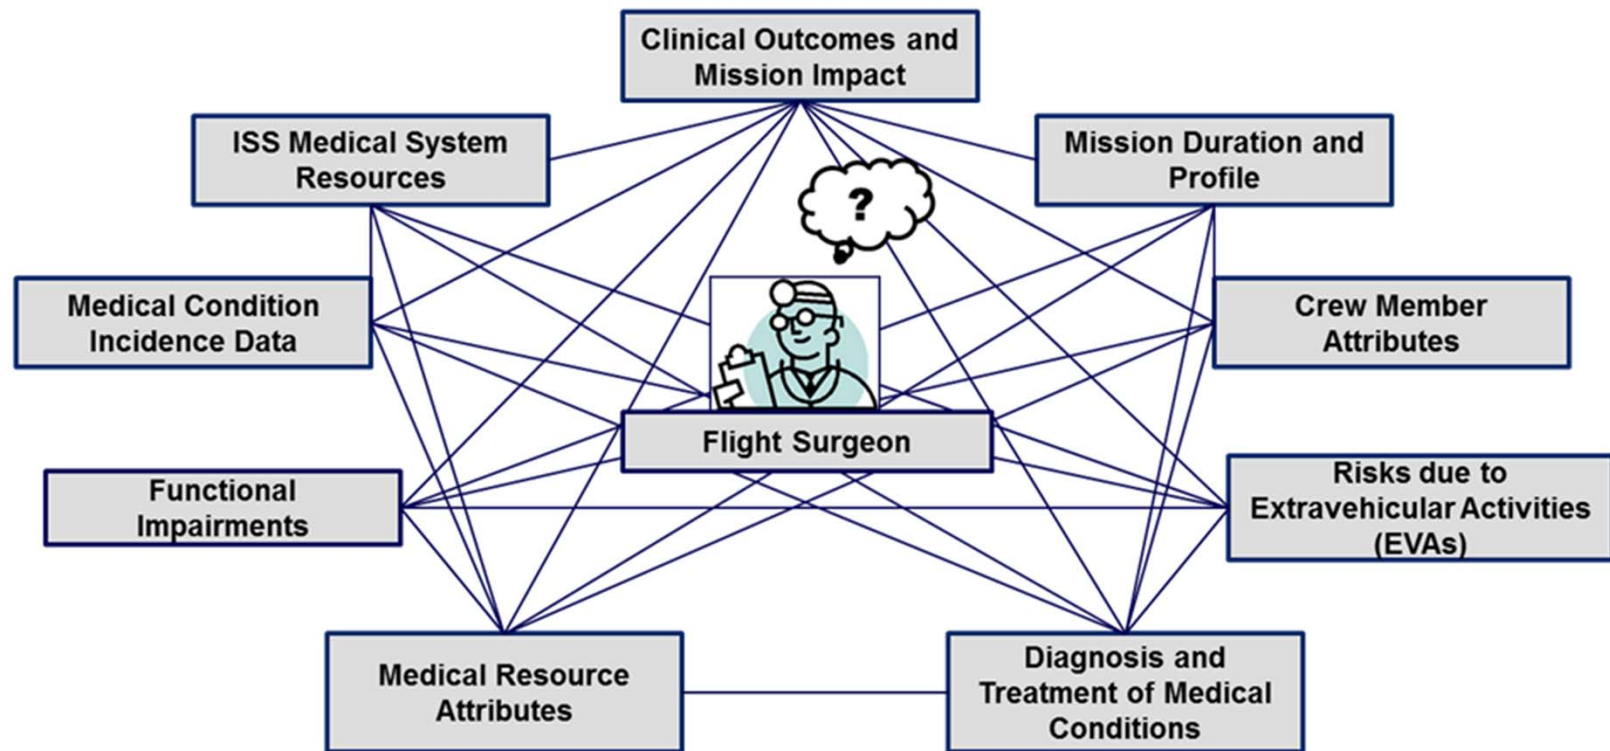 Clinical Outcomes and
Mission Impact
ISS Medical System
Resources
Mission Duration and
Profile
?
Medical Condition
Incidence Data
Crew Member
Attributes
Flight Surgeon
Functional
Impairments
Risks due to
Extravehicular Activities
(EVAs)
Medical Resource
Attributes
Diagnosis and
Treatment of Medical
Conditions